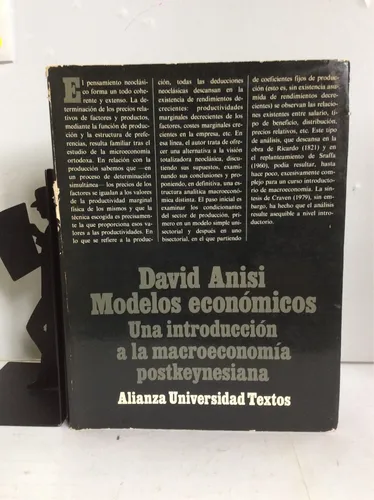 El pensamiento neoclási-
co forma un todo cohe-
rente y extenso. La de-
terminación de los precios rela-
tivos de factores y productos,
mediante la función de produc-
ción y la estructura de prefe-
rencias, resulta familiar tras el
estudio de la microeconomía
ortodoxa. En relación con la
producción sabemos que —en
un proceso de determinación
simultánea— los precios de los
factores se igualan a los valores
de la productividad marginal
física de los mismos y que la
técnica escogida es precisamen-
te la que proporciona esos va-
lores a las productividades. En
lo que se refiere a la produc-
ción, todas las deducciones
neoclásicas descansan en la
existencia de rendimientos de-
crecientes: productividades
marginales decrecientes de los
factores, costes marginales cre-
cientes en la empresa, etc. En
esa línea, el autor trata de ofre-
cer una alternativa a la visión
totalizadora neoclásica, discu-
tiendo sus supuestos, exami-
nando sus conclusiones y pro-
poniendo, en definitiva, una es-
tructura analítica macroeconó-
mica distinta. El paso inicial es
examinar los condicionantes
del sector de producción, pri-
mero en un modelo simple uni-
sectorial y después en uno
bisectorial, en el que partiendo
de coeficientes fijos de produc-
ción (esto es, sin existencia asu-
mida de rendimientos decre-
cientes) se observan las relacio-
nes existentes entre salario, ti-
po de beneficio, distribución,
precios relativos, etc. Este tipo
de análisis, que descansa en la
obra de Ricardo (1821) y en
el replanteamiento de Sraffa
(1960), podía resultar, hasta
hace poco, excesivamente com-
plejo para un curso introducto-
rio de macroeconomía. La sín-
tesis de Craven (1979), sin em-
bargo, ha hecho que el análisis
resulte asequible a nivel intro-
ductorio.
David Anisi
Modelos económicos
Una introducción
a la macroeconomía
postkeynesiana
Alianza Universidad Textos